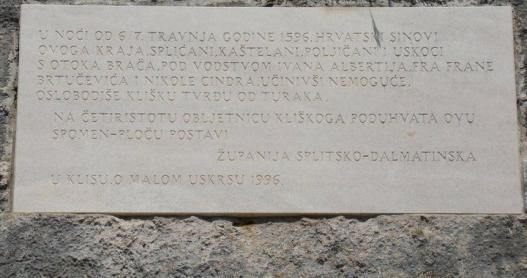 U NOĆI OD 6/7. TRAVNJA GODINE 1596. HRVATSKI SINOVI
OVOGA KRAJA, SPLIĆANI, KAŠTELANI, POLJIČANI I USKOCI
S OTOKA BRAČA, POD VODSTVOM IVANA ALBERTIJA, FRA FRANE
BRTUČEVIĆA I NIKOLE CINDRA, UČINIVŠI NEMOGUĆE,
OSLOBODIŠE KLIŠKU TVRĐU OD TURAKA.
NA ČETIRISTOTU OBLJETNICU KLIŠKOGA PODUHVATA OVU
SPOMEN-PLOČU POSTAVI
ŽUPANIJA SPLITSKO-DALMATINSKA
U KLISU, O MALOM USKRSU 1996.